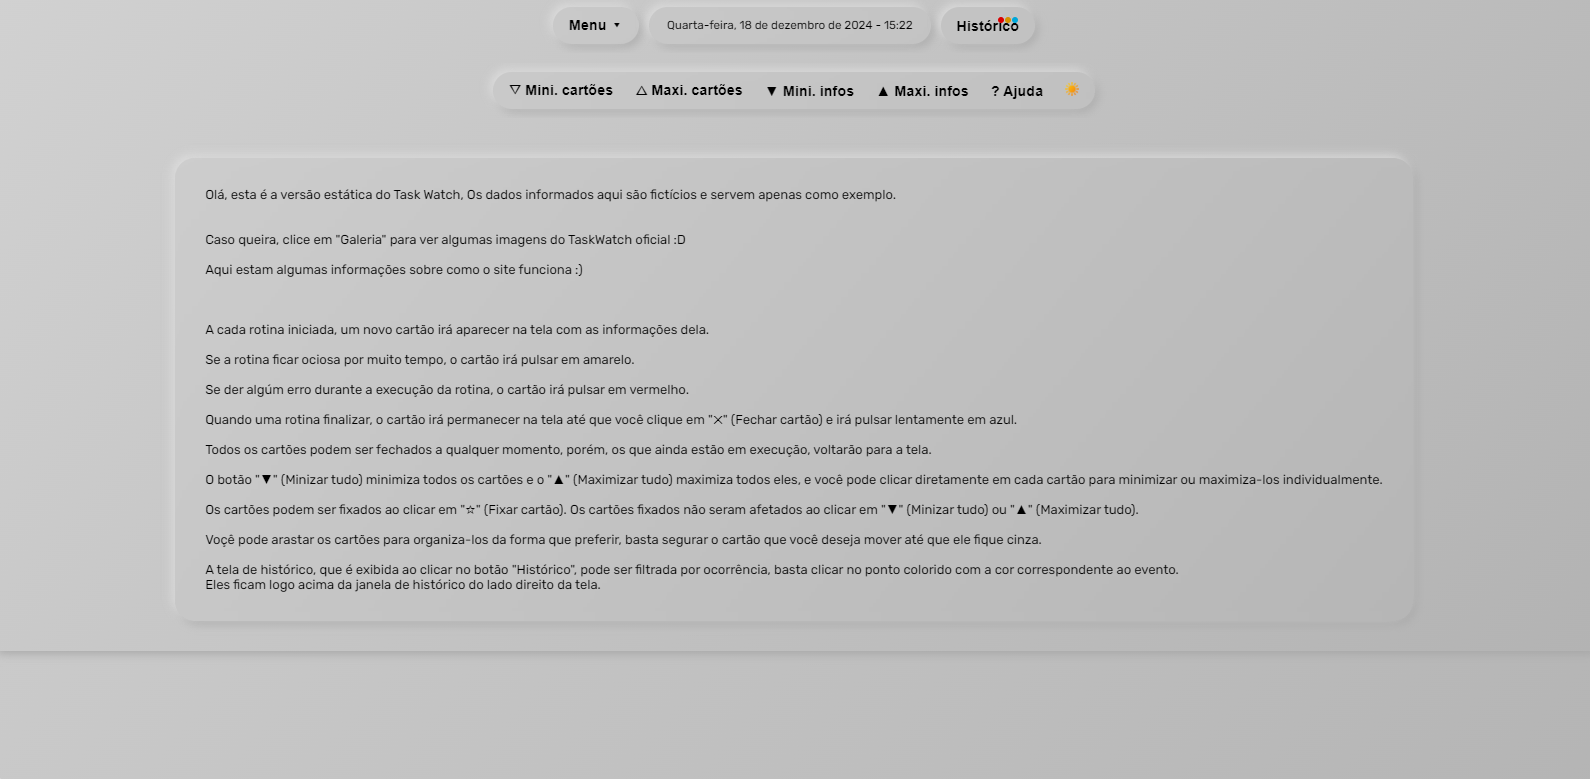 Menu ▼
Quarta-feira, 18 de dezembro de 2024 - 15:22
Histórico
▽ Mini. cartões
△ Maxi. cartões
▼ Mini. infos
▲ Maxi. infos
? Ajuda
Olá, esta é a versão estática do Task Watch, Os dados informados aqui são fictícios e servem apenas como exemplo.
Caso queira, clice em "Galeria" para ver algumas imagens do TaskWatch oficial :D
Aqui estam algumas informações sobre como o site funciona :)
A cada rotina iniciada, um novo cartão irá aparecer na tela com as informações dela.
Se a rotina ficar ociosa por muito tempo, o cartão irá pulsar em amarelo.
Se der algúm erro durante a execução da rotina, o cartão irá pulsar em vermelho.
Quando uma rotina finalizar, o cartão irá permanecer na tela até que você clique em "✕" (Fechar cartão) e irá pulsar lentamente em azul.
Todos os cartões podem ser fechados a qualquer momento, porém, os que ainda estão em execução, voltarão para a tela.
O botão "▼" (Minizar tudo) minimiza todos os cartões e o "▲" (Maximizar tudo) maximiza todos eles, e você pode clicar diretamente em cada cartão para minimizar ou maximiza-los individualmente.
Os cartões podem ser fixados ao clicar em "☆" (Fixar cartão). Os cartões fixados não seram afetados ao clicar em "▼" (Minizar tudo) ou "▲" (Maximizar tudo).
Voçê pode arastar os cartões para organiza-los da forma que preferir, basta segurar o cartão que você deseja mover até que ele fique cinza.
A tela de histórico, que é exibida ao clicar no botão "Histórico", pode ser filtrada por ocorrência, basta clicar no ponto colorido com a cor correspondente ao evento.
Eles ficam logo acima da janela de histórico do lado direito da tela.